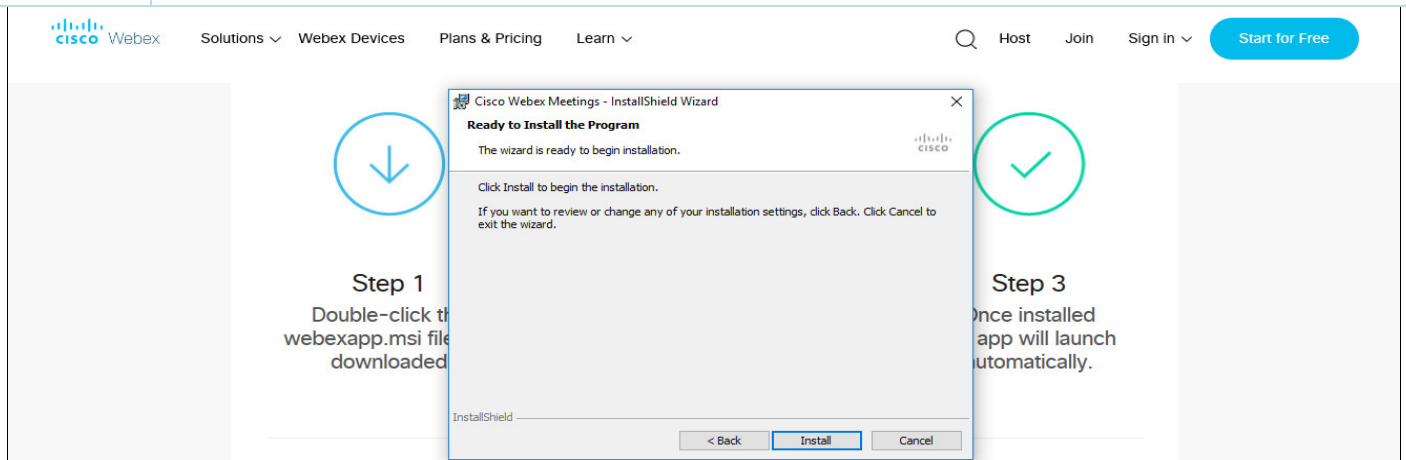 CISCO Webex
Solutions
Webex Devices
Plans & Pricing
Learn
Host
Join
Sign in
Start for Free
Cisco Webex Meetings - InstallShield Wizard
Ready to Install the Program
The wizard is ready to begin installation.
CISCO
Click Install to begin the installation.
If you want to review or change any of your installation settings, click Back. Click Cancel to
exit the wizard.
InstallShield
< Back
Install
Cancel
Step 1
Double-click
webexapp.msi
downloaded
Step 3
installed
app will launch
automatically.